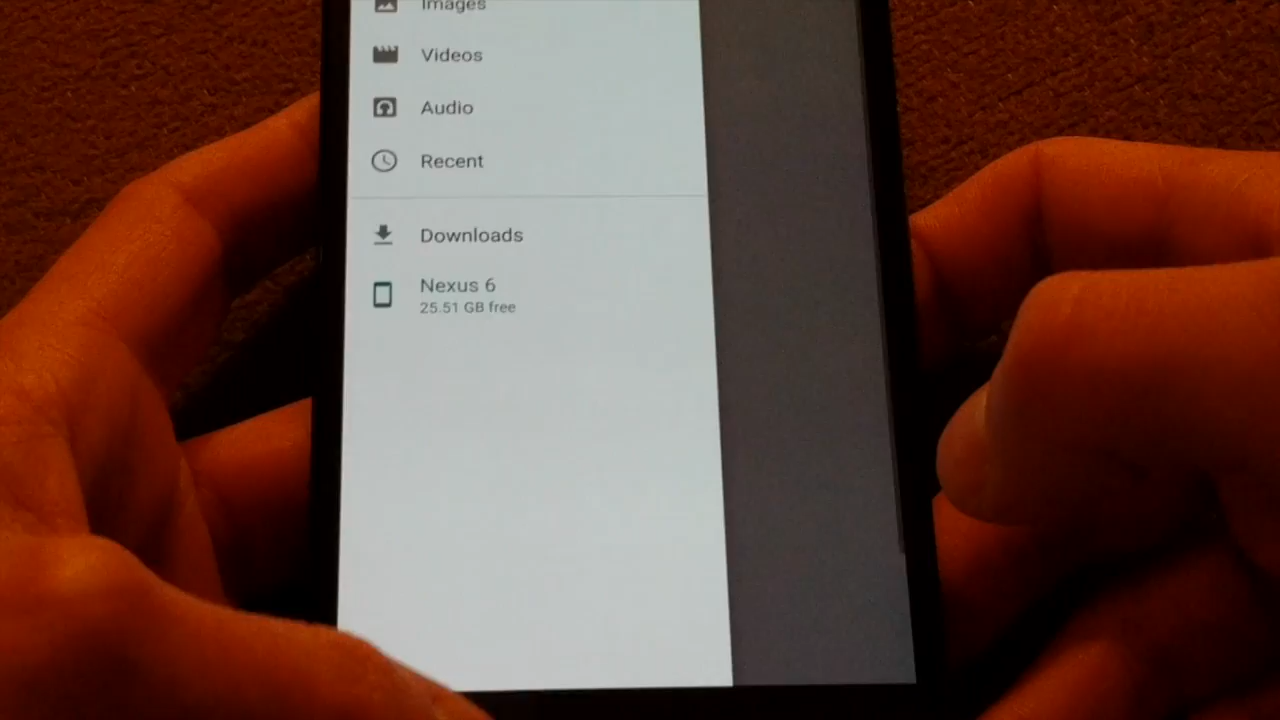 Images
Videos
Audio
Recent
Downloads
Nexus 6
25.51 GB free